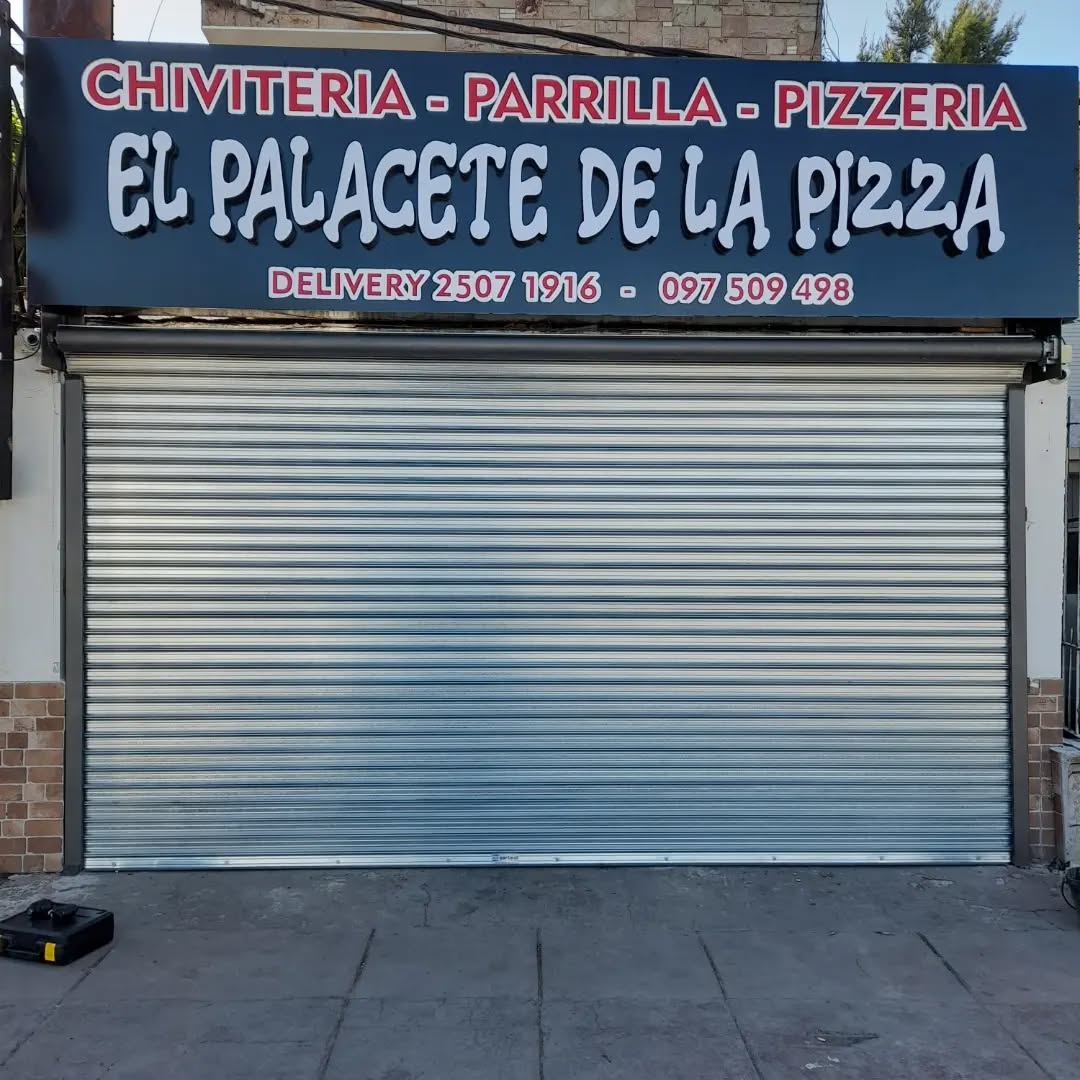 CHIVITERIA - PARRILLA - PIZZERIA
EL PALACETE DE LA PIZZA
DELIVERY 2507 1916 - 097 509 498